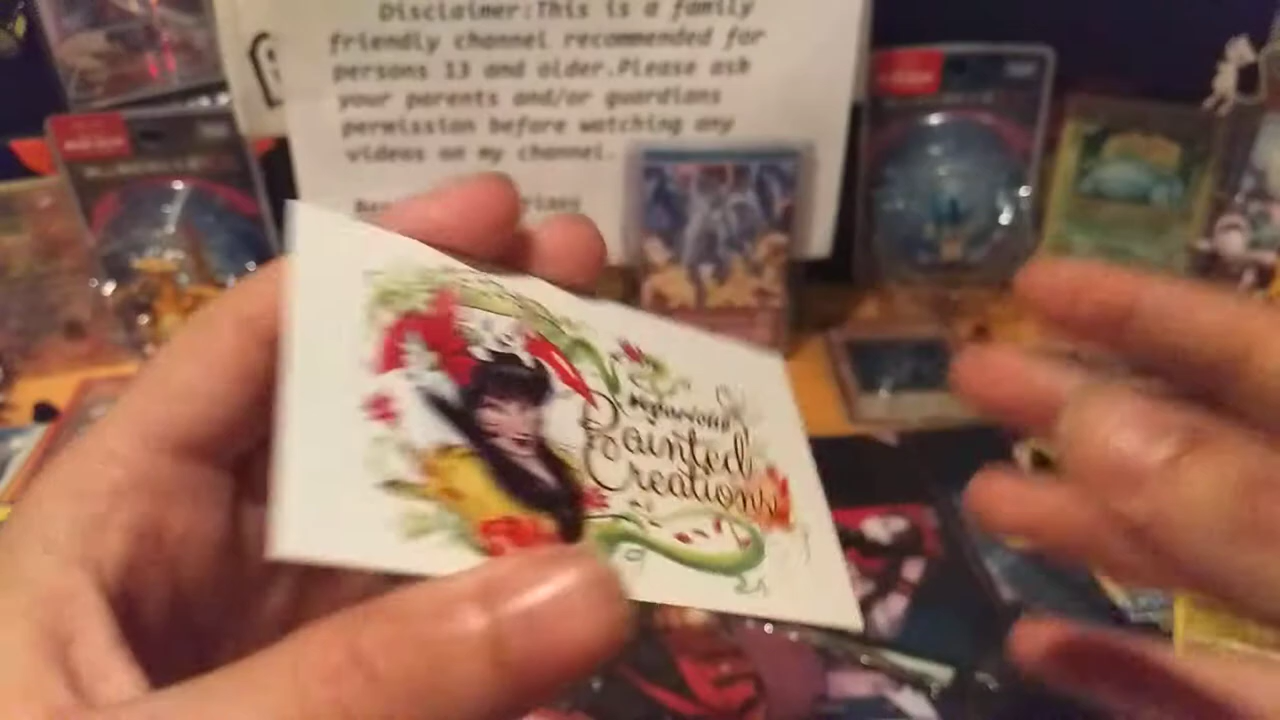 Disclaimer:This is a family
friendly channel recommended for
persons 13 and older.Please ask
your parents and/or guardians
permission before watching any
videos on my channel.
Painted
Creations